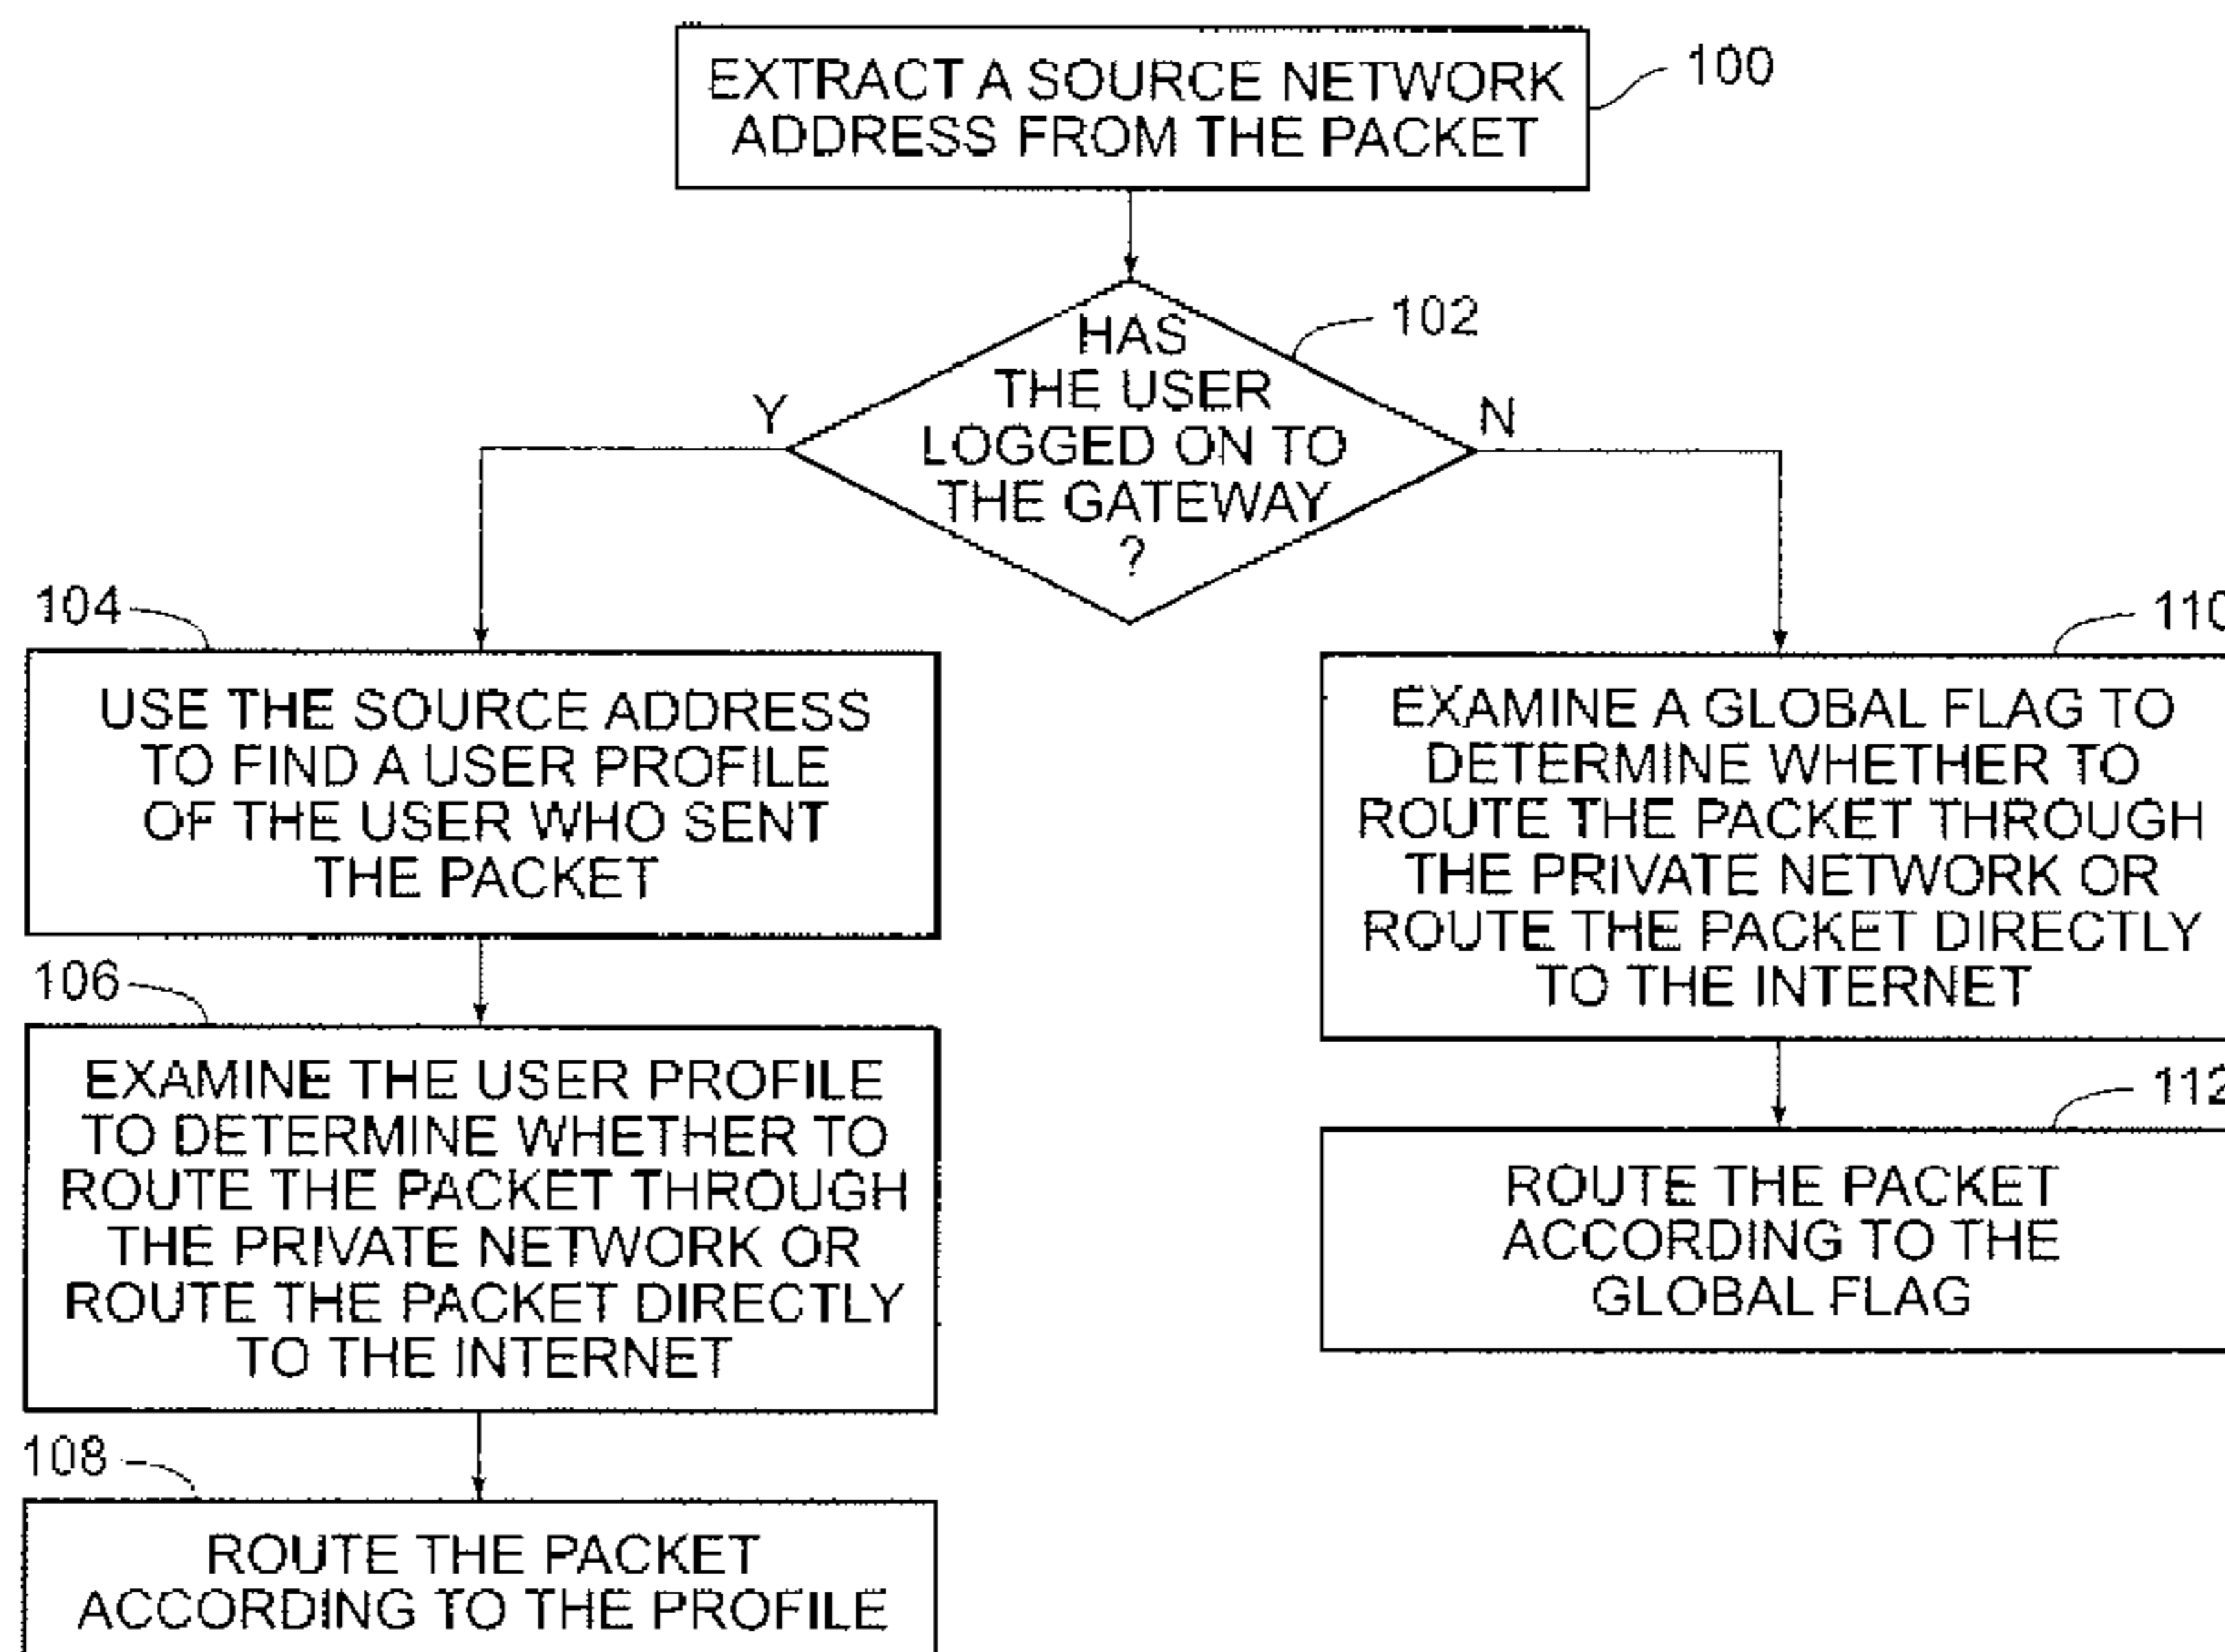 EXTRACT A SOURCE NETWORK
ADDRESS FROM THE PACKET
100
HAS
THE USER
LOGGED ON TO
THE GATEWAY
?
102
Y
N
104
USE THE SOURCE ADDRESS
TO FIND A USER PROFILE
OF THE USER WHO SENT
THE PACKET
106
EXAMINE THE USER PROFILE
TO DETERMINE WHETHER TO
ROUTE THE PACKET THROUGH
THE PRIVATE NETWORK OR
ROUTE THE PACKET DIRECTLY
TO THE INTERNET
108
ROUTE THE PACKET
ACCORDING TO THE PROFILE
110
EXAMINE A GLOBAL FLAG TO
DETERMINE WHETHER TO
ROUTE THE PACKET THROUGH
THE PRIVATE NETWORK OR
ROUTE THE PACKET DIRECTLY
TO THE INTERNET
112
ROUTE THE PACKET
ACCORDING TO THE
GLOBAL FLAG